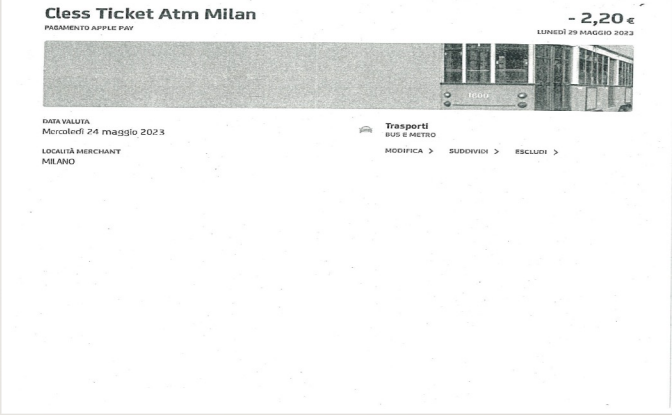 Cless Ticket Atm Milan
PAGAMENTO APPLE PAY
- 2,20 €
LUNEDÌ 29 MAGGIO 2023
1600
DATA VALUTA
Mercoledì 24 maggio 2023
LOCALITÀ MERCHANT
MILANO
Trasporti
BUS E METRO
MODIFICA >
SUDDIVIDI >
ESCLUDI >